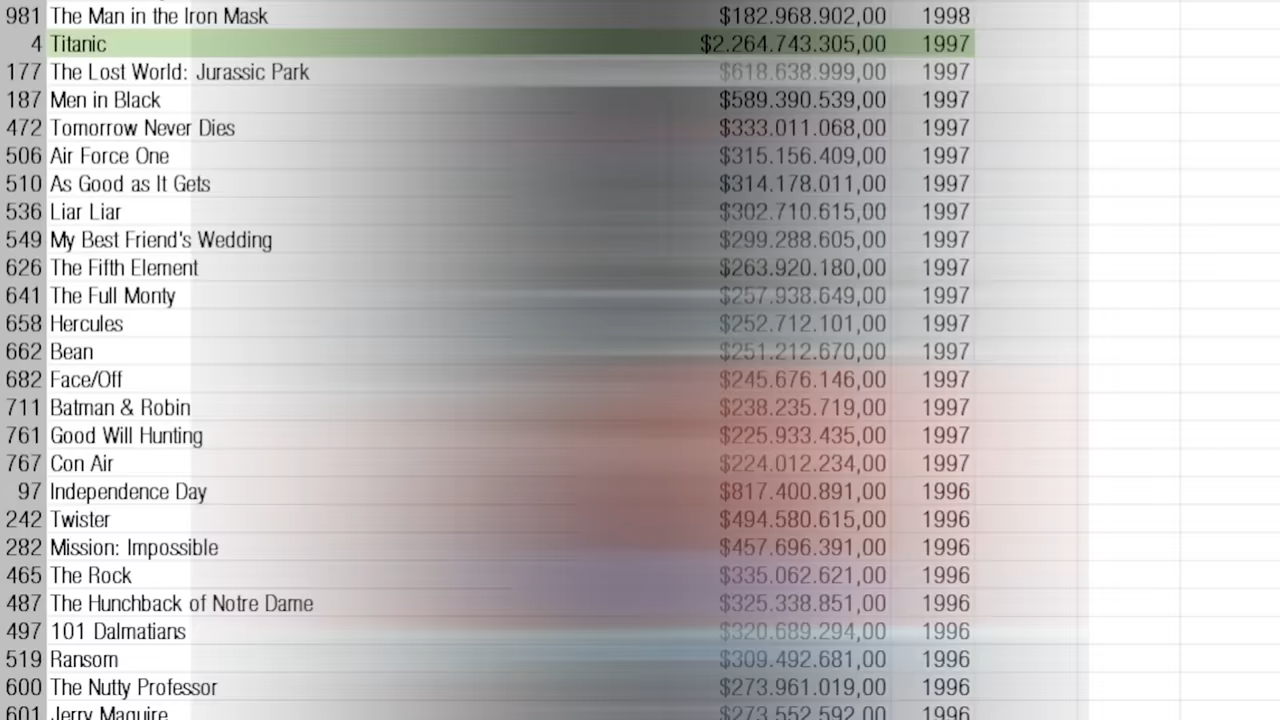 981 The Man in the Iron Mask $182.968.902,00 1998
4 Titanic $2.264.743.305,00 1997
177 The Lost World: Jurassic Park $618.638.999,00 1997
187 Men in Black $589.390.539,00 1997
472 Tomorrow Never Dies $333.011.068,00 1997
506 Air Force One $315.156.409,00 1997
510 As Good as It Gets $314.178.011,00 1997
536 Liar Liar $302.710.615,00 1997
549 My Best Friend's Wedding $299.288.605,00 1997
626 The Fifth Element $263.920.180,00 1997
641 The Full Monty $257.938.649,00 1997
658 Hercules $252.712.101,00 1997
662 Bean $251.212.670,00 1997
682 Face/Off $245.676.146,00 1997
711 Batman & Robin $238.235.719,00 1997
761 Good Will Hunting $225.933.435,00 1997
767 Con Air $224.012.234,00 1997
97 Independence Day $817.400.891,00 1996
242 Twister $494.580.615,00 1996
282 Mission: Impossible $457.696.391,00 1996
465 The Rock $335.062.621,00 1996
487 The Hunchback of Notre Dame $325.338.851,00 1996
497 101 Dalmatians $320.689.294,00 1996
519 Ransom $309.492.681,00 1996
600 The Nutty Professor $273.961.019,00 1996
601 Jerry Maguire $273.552.592,00 1996